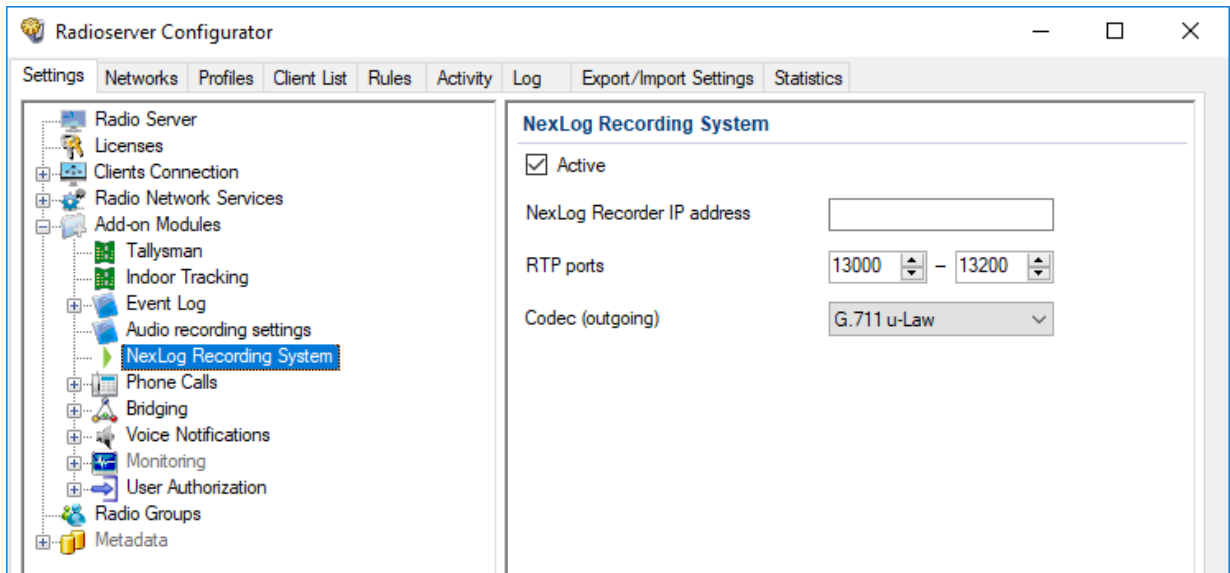 Radioserver Configurator
Settings Networks Profiles Client List Rules Activity Log Export/Import Settings Statistics
Radio Server
Licenses
Clients Connection
Radio Network Services
Add-on Modules
Tallysman
Indoor Tracking
Event Log
Audio recording settings
NexLog Recording System
Phone Calls
Bridging
Voice Notifications
Monitoring
User Authorization
Radio Groups
Metadata
NexLog Recording System
Active
NexLog Recorder IP address
RTP ports 13000 – 13200
Codec (outgoing) G.711 u-Law